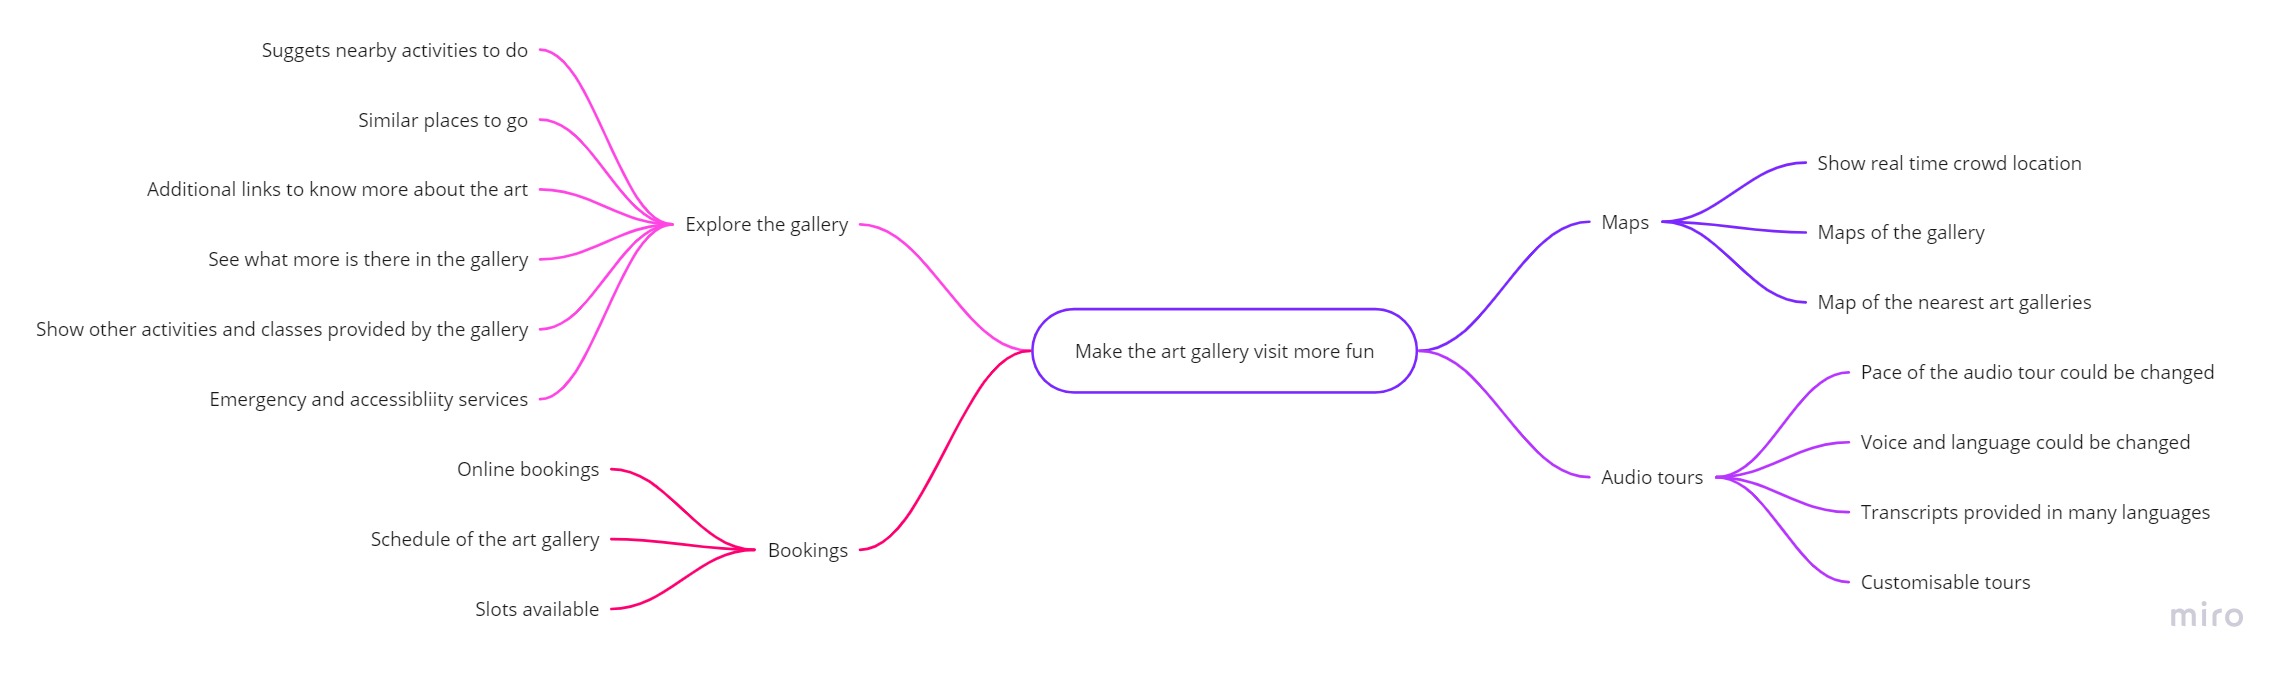 Suggets nearby activities to do
Similar places to go
Additional links to know more about the art
See what more is there in the gallery
Show other activities and classes provided by the gallery
Emergency and accessibliity services
Explore the gallery
Online bookings
Schedule of the art gallery
Slots available
Bookings
Make the art gallery visit more fun
Maps
Show real time crowd location
Maps of the gallery
Map of the nearest art galleries
Audio tours
Pace of the audio tour could be changed
Voice and language could be changed
Transcripts provided in many languages
Customisable tours
miro